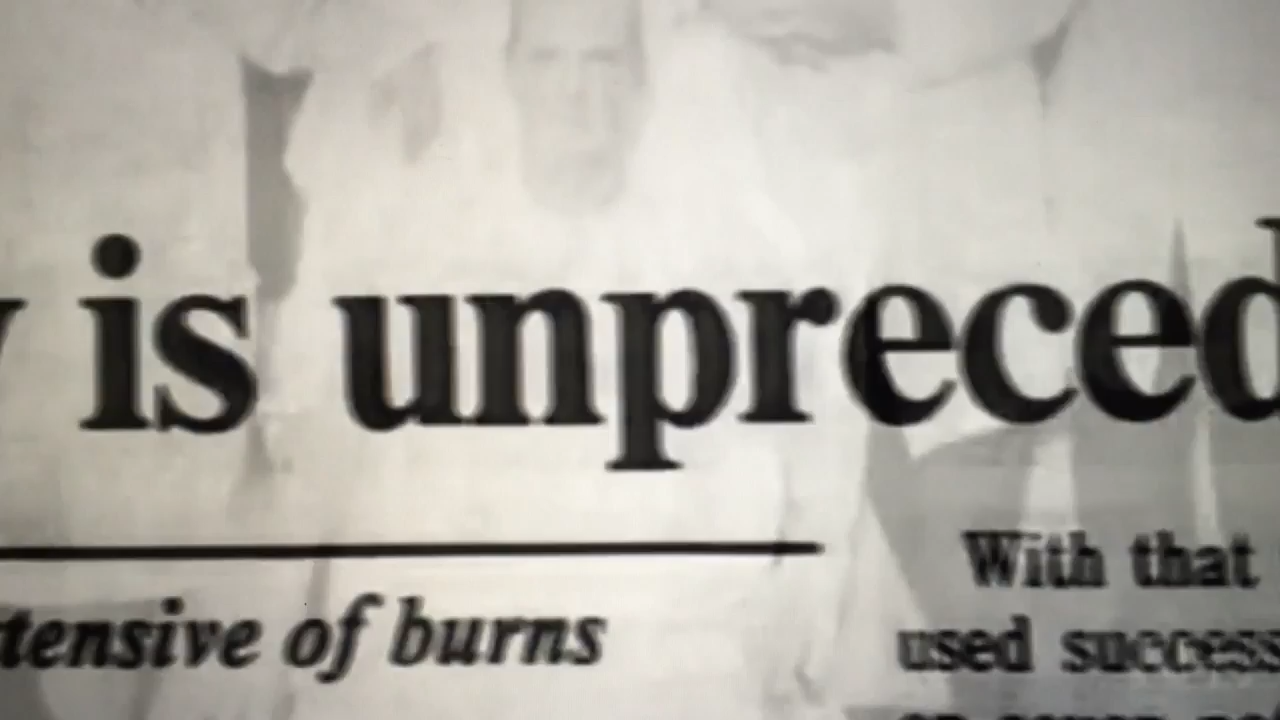 is unpreced
tensive of burns
With that
used success